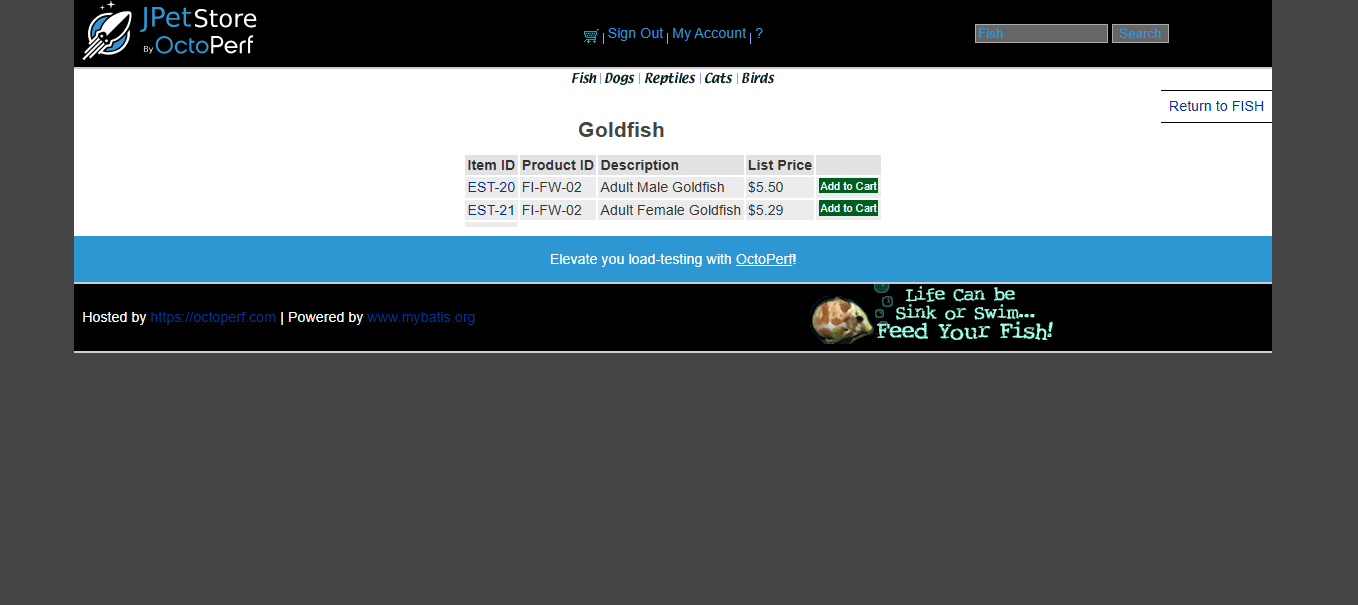 JPetStore
By OctoPerf
Sign Out | My Account | ?
Fish
Search
Fish | Dogs | Reptiles | Cats | Birds
Return to FISH
Goldfish
Item ID Product ID Description List Price
EST-20 FI-FW-02 Adult Male Goldfish $5.50 Add to Cart
EST-21 FI-FW-02 Adult Female Goldfish $5.29 Add to Cart
Elevate you load-testing with OctoPerf!
Life Can be
Sink or Swim...
Feed Your Fish!
Hosted by https://octoperf.com | Powered by www.mybatis.org